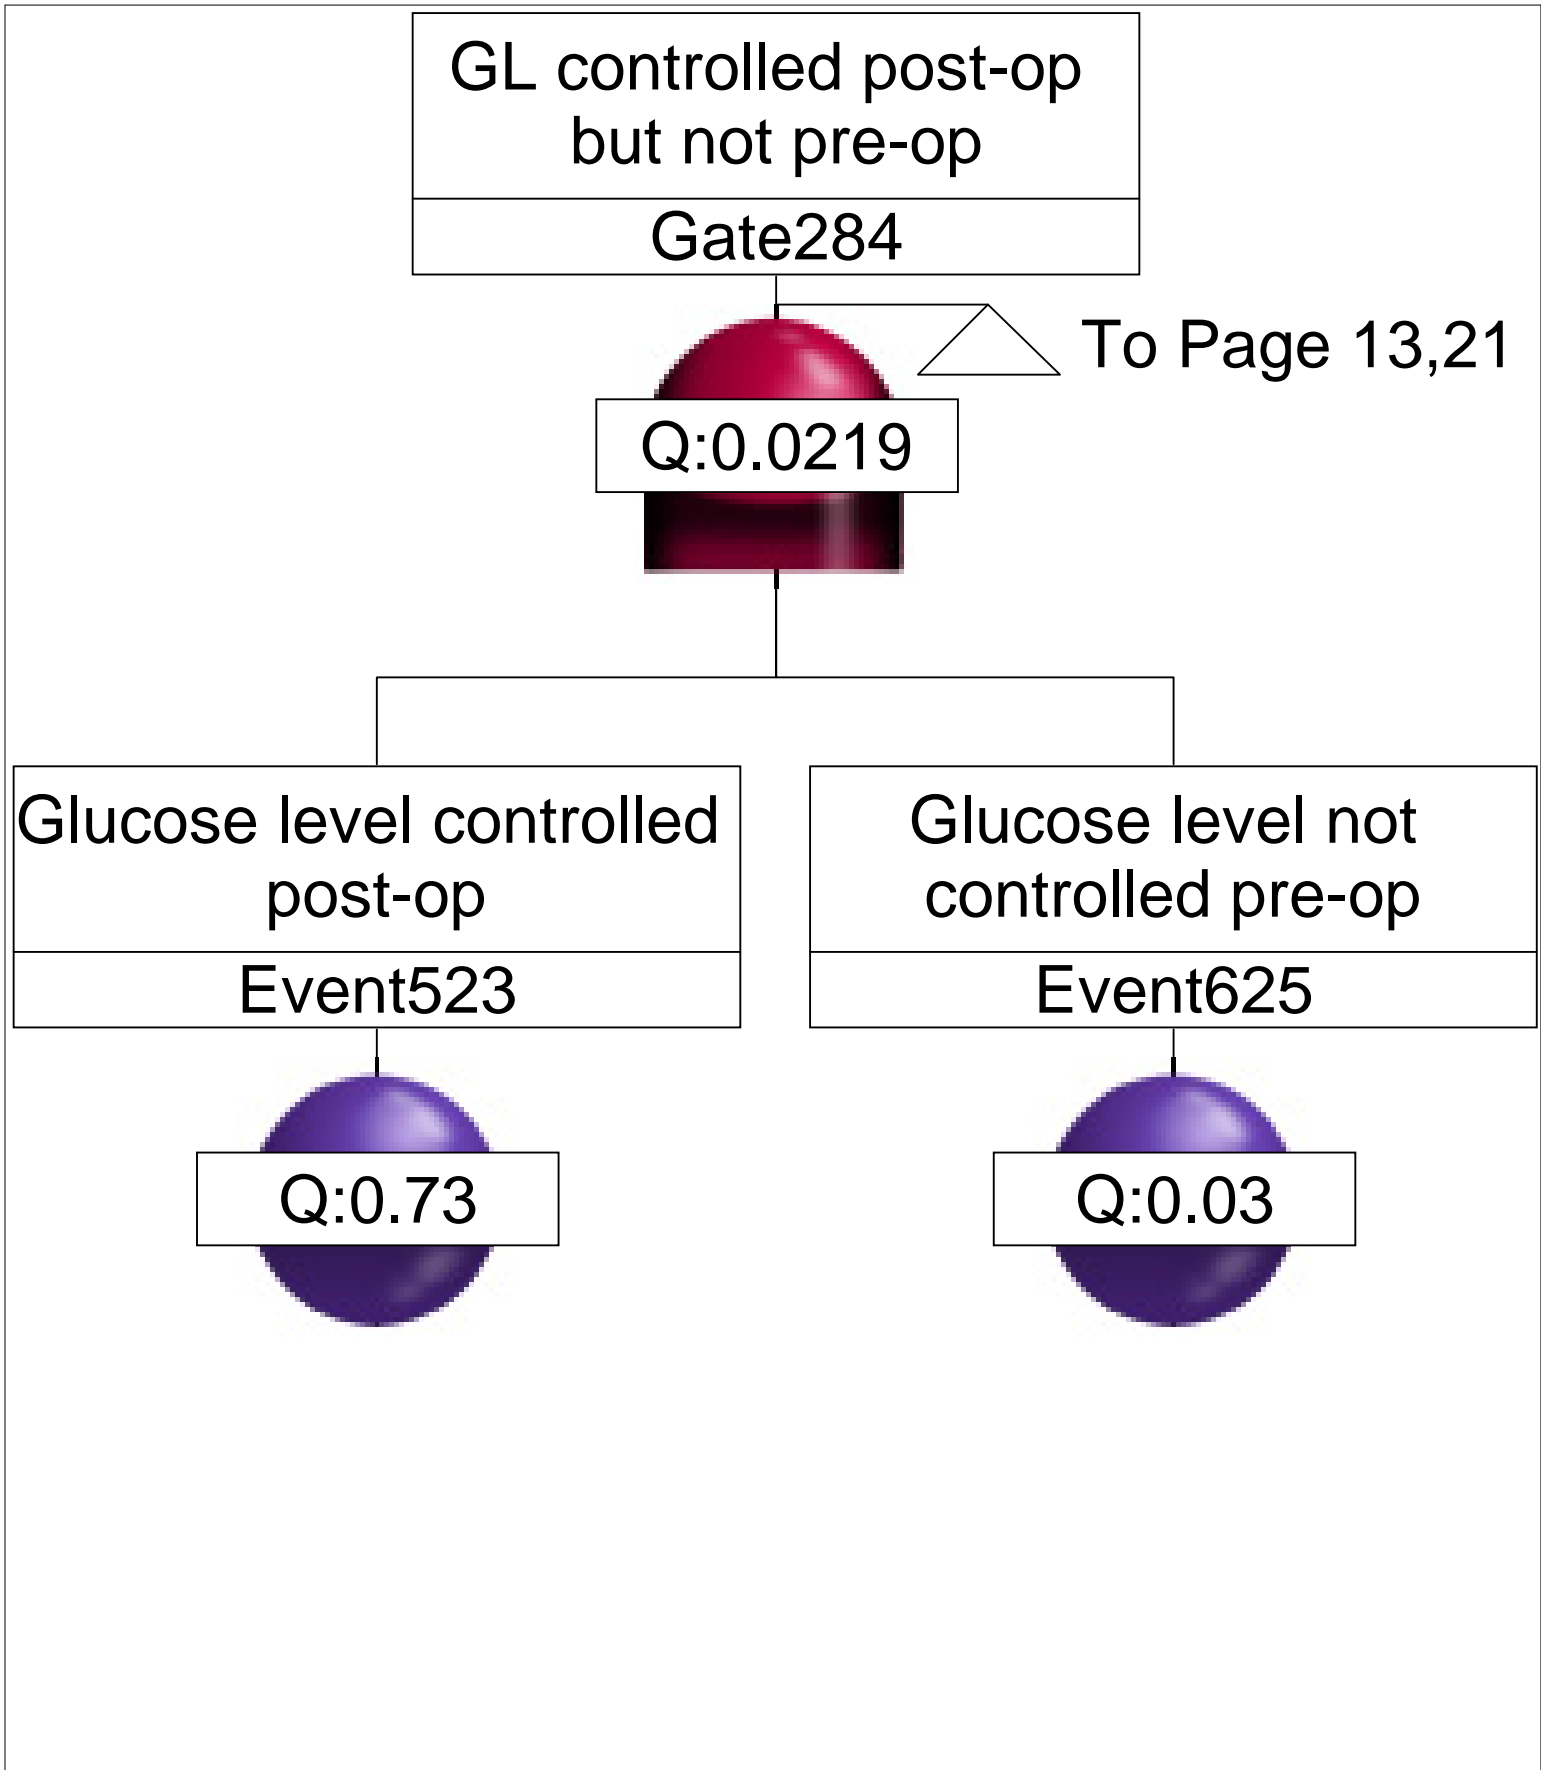 GL controlled post-op
but not pre-op
Gate284
To Page 13,21
Q:0.0219
Glucose level controlled
post-op
Event523
Q:0.73
Glucose level not
controlled pre-op
Event625
Q:0.03